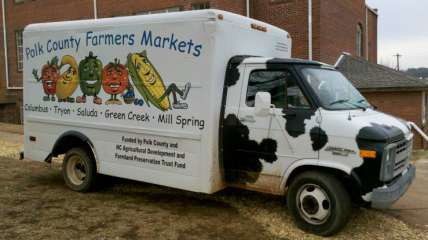 Polk County Farmers Markets
Columbus · Tryon · Saluda · Green Creek · Mill Spring
Funded by Polk County and
NC Agricultural Development and
Farmland Preservation Trust Fund